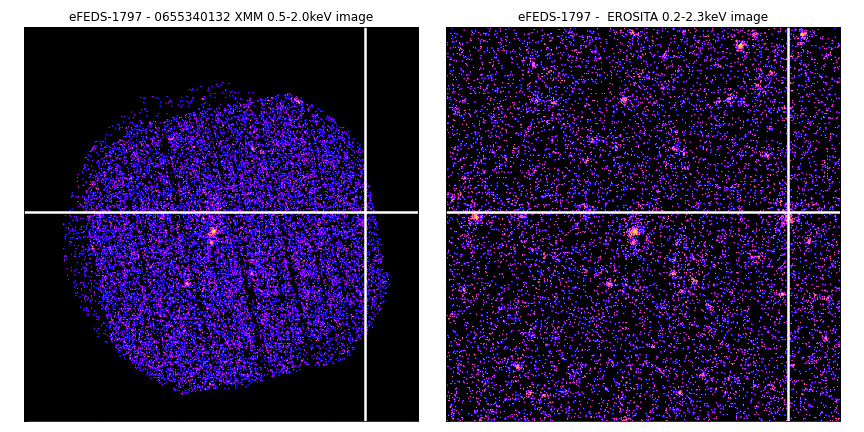 eFEDS-1797 - 0655340132 XMM 0.5-2.0keV image
eFEDS-1797 -  EROSITA 0.2-2.3keV image